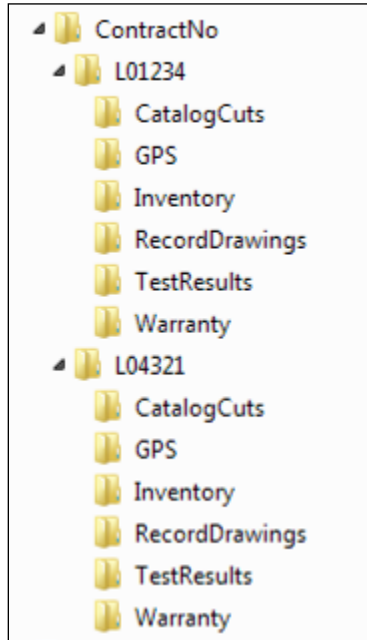 ContractNo
L01234
CatalogCuts
GPS
Inventory
RecordDrawings
TestResults
Warranty
L04321
CatalogCuts
GPS
Inventory
RecordDrawings
TestResults
Warranty